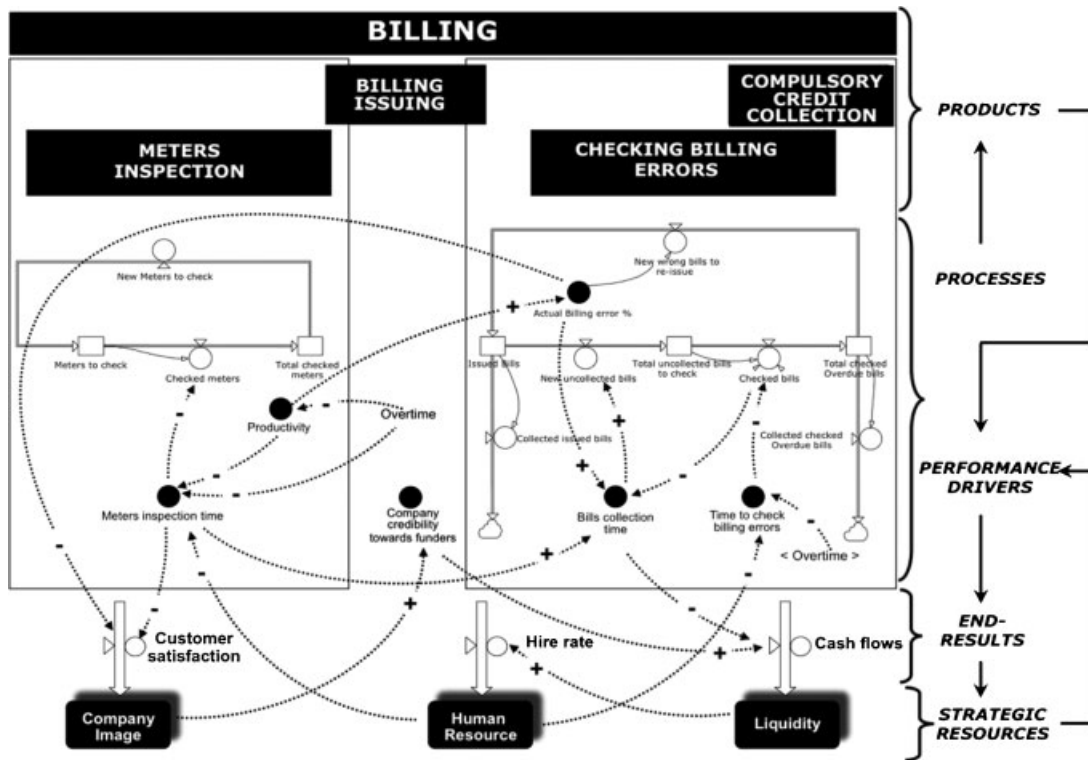 BILLING
BILLING
ISSUING
COMPULSORY
CREDIT
COLLECTION
METERS
INSPECTION
CHECKING BILLING
ERRORS
PRODUCTS
New Meters to check
New wrong bills to
re-issue
PROCESSES
+
Actual Billing error %
Meters to check
Checked meters
Total checked
meters
Issued Bills
New uncollected bills
Total uncollected bills
to check
Checked bills
Total checked
Overdue bills
-
-
Overtime
Productivity
+
-
Collected issued bills
Collected checked
Overdue bills
-
-
+
-
PERFORMANCE
DRIVERS
Meters inspection time
Company
credibility
towards funders
Bills collection
time
Time to check
billing errors
-
< Overtime >
+
-
-
-
+
-
-
Customer
satisfaction
Hire rate
+
+
Cash flows
END-
RESULTS
Company
Image
Human
Resource
Liquidity
STRATEGIC
RESOURCES